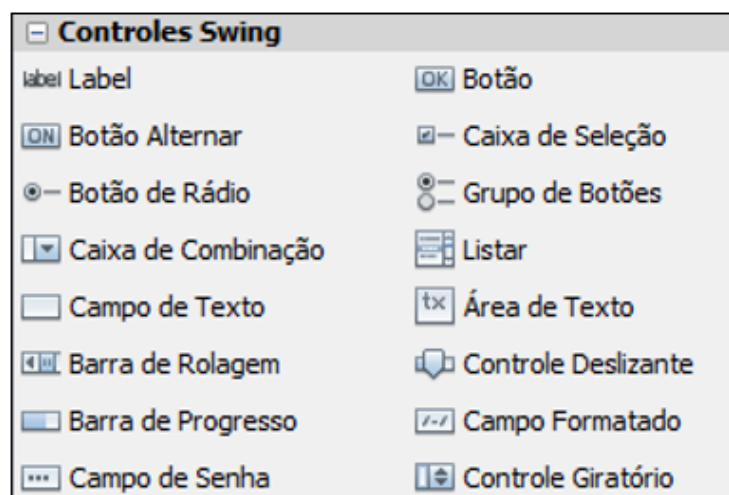 Controles Swing
label Label
OK Botão
ON Botão Alternar
Caixa de Seleção
Botão de Rádio
Grupo de Botões
Caixa de Combinação
Listar
Campo de Texto
tx Área de Texto
Barra de Rolagem
Controle Deslizante
Barra de Progresso
Campo Formatado
Campo de Senha
Controle Giratório